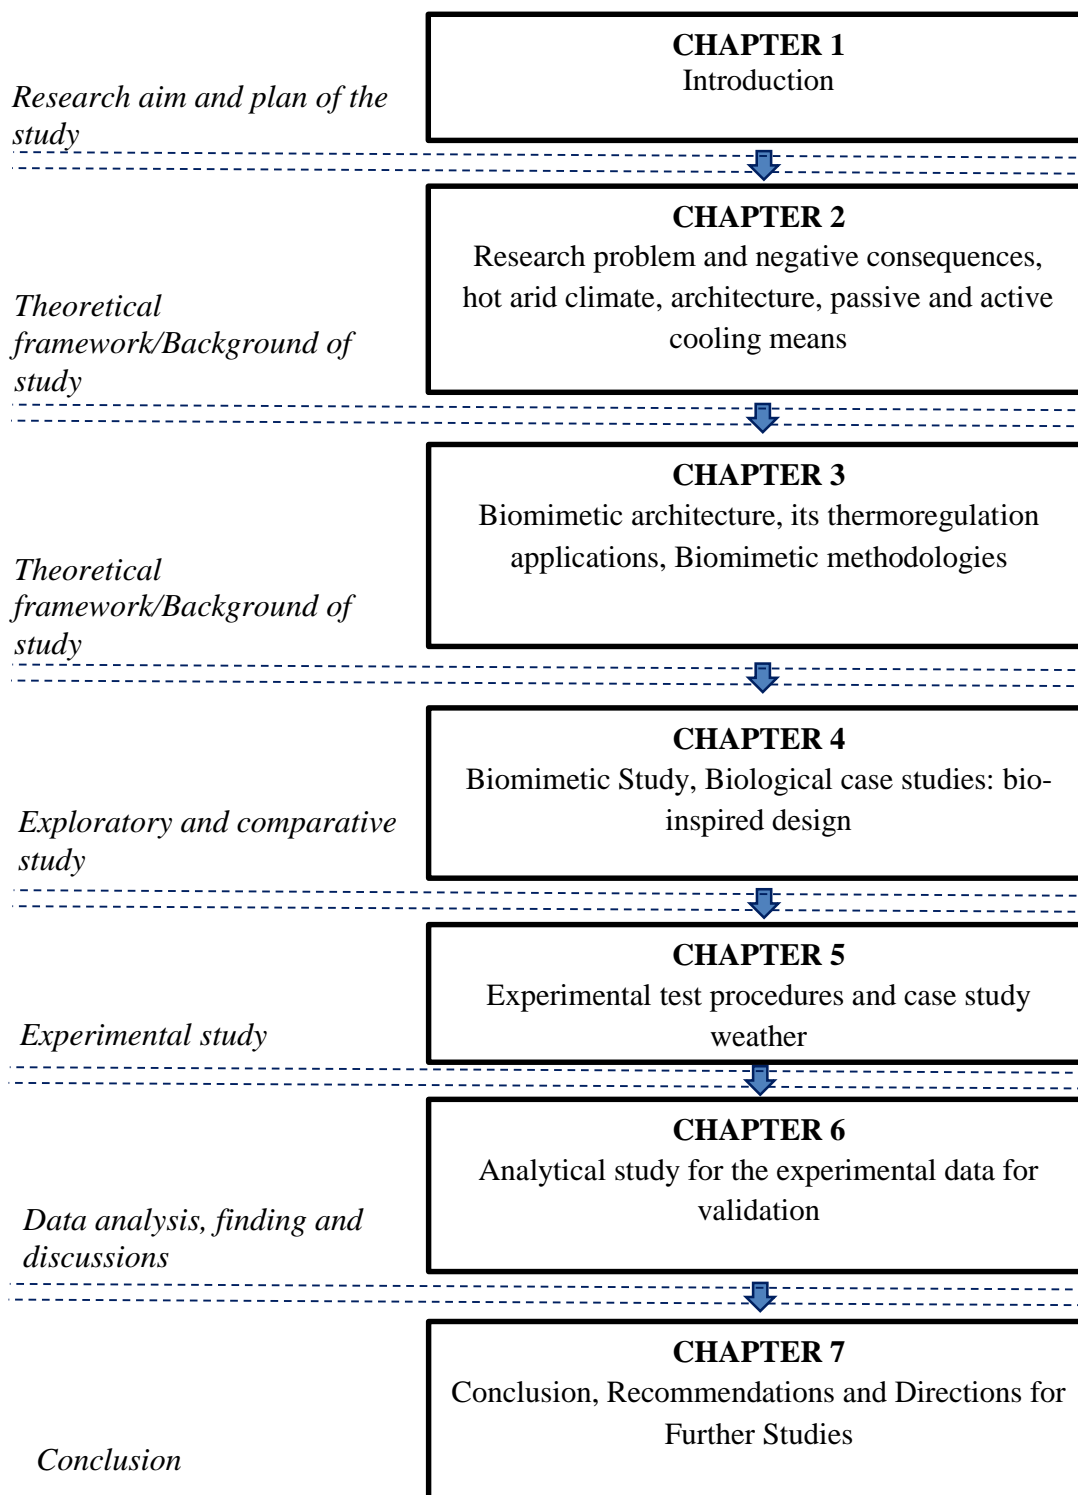 CHAPTER 1
Introduction
Research aim and plan of the
study
CHAPTER 2
Research problem and negative consequences,
hot arid climate, architecture, passive and active
cooling means
Theoretical
framework/Background of
study
CHAPTER 3
Biomimetic architecture, its thermoregulation
applications, Biomimetic methodologies
Theoretical
framework/Background of
study
CHAPTER 4
Biomimetic Study, Biological case studies: bio-
inspired design
Exploratory and comparative
study
CHAPTER 5
Experimental test procedures and case study
weather
Experimental study
CHAPTER 6
Analytical study for the experimental data for
validation
Data analysis, finding and
discussions
CHAPTER 7
Conclusion, Recommendations and Directions for
Further Studies
Conclusion